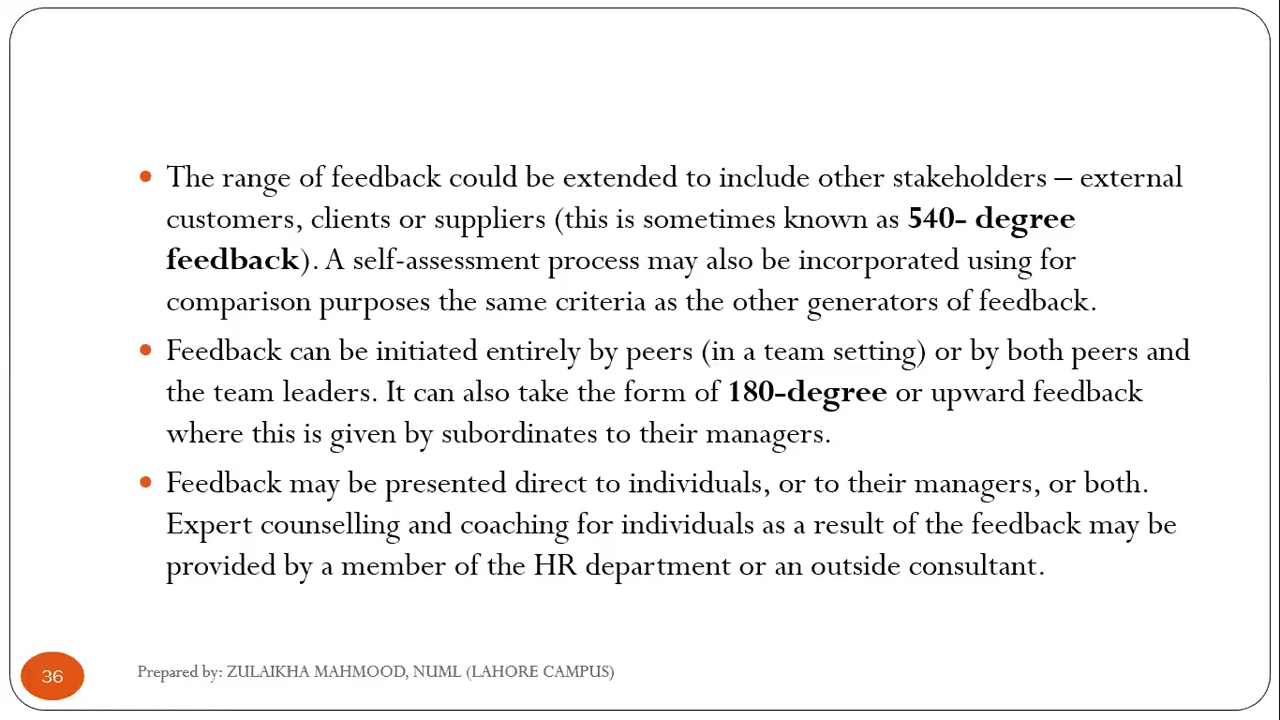 The range of feedback could be extended to include other stakeholders – external
customers, clients or suppliers (this is sometimes known as 540- degree
feedback). A self-assessment process may also be incorporated using for
comparison purposes the same criteria as the other generators of feedback.
Feedback can be initiated entirely by peers (in a team setting) or by both peers and
the team leaders. It can also take the form of 180-degree or upward feedback
where this is given by subordinates to their managers.
Feedback may be presented direct to individuals, or to their managers, or both.
Expert counselling and coaching for individuals as a result of the feedback may be
provided by a member of the HR department or an outside consultant.
36
Prepared by: ZULAIKHA MAHMOOD, NUML (LAHORE CAMPUS)